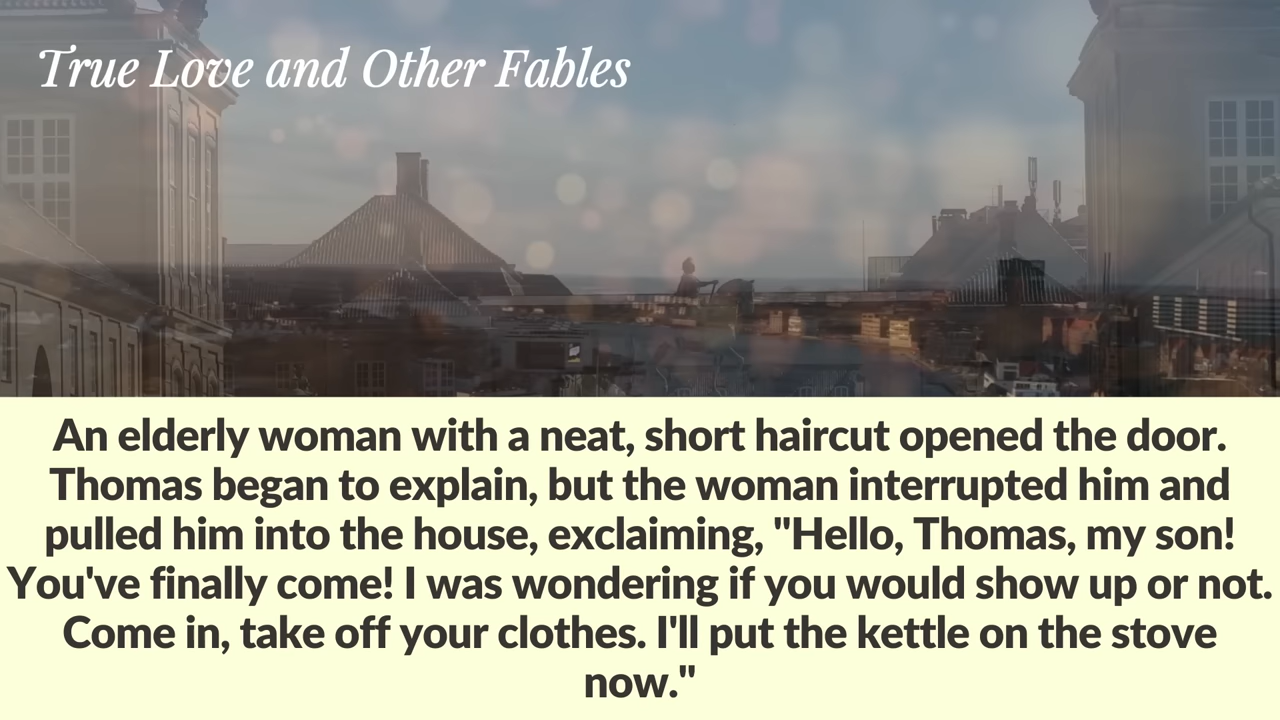 True Love and Other Fables
An elderly woman with a neat, short haircut opened the door.
Thomas began to explain, but the woman interrupted him and
pulled him into the house, exclaiming, "Hello, Thomas, my son!
You've finally come! I was wondering if you would show up or not.
Come in, take off your clothes. I'll put the kettle on the stove
now."